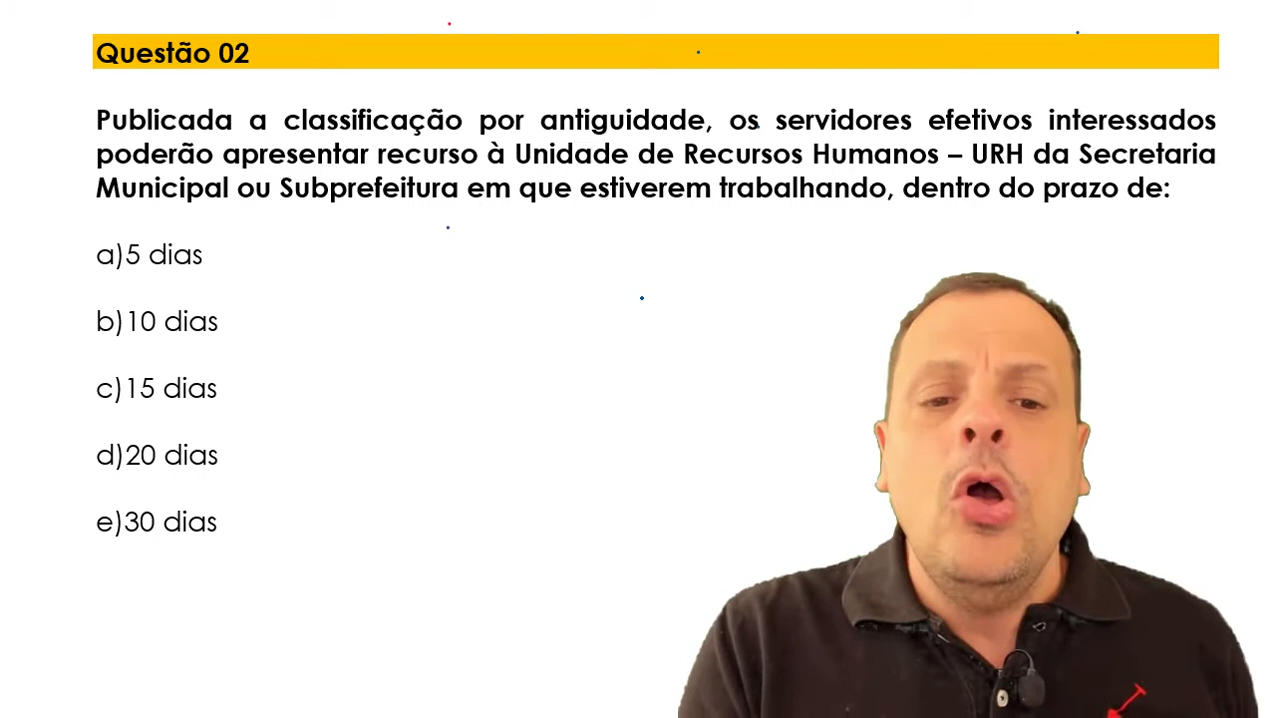 Questão 02
Publicada a classificação por antiguidade, os servidores efetivos interessados
poderão apresentar recurso à Unidade de Recursos Humanos – URH da Secretaria
Municipal ou Subprefeitura em que estiverem trabalhando, dentro do prazo de:
a)5 dias
b)10 dias
c)15 dias
d)20 dias
e)30 dias